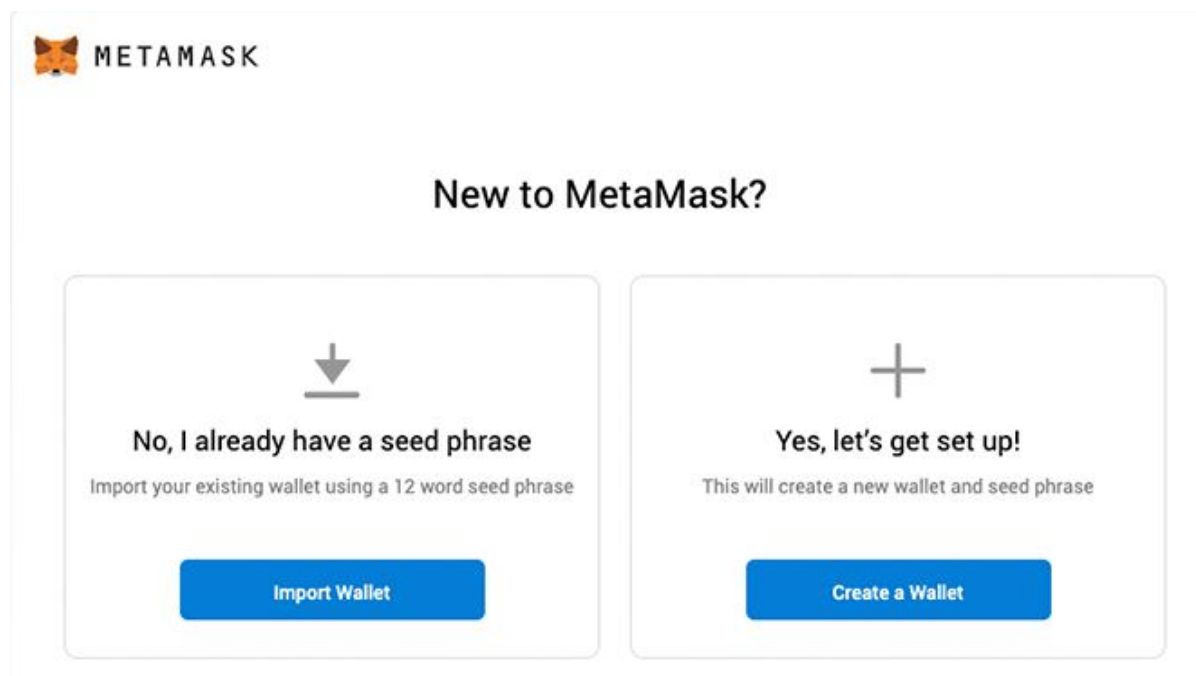 METAMASK
New to MetaMask?
No, I already have a seed phrase
Import your existing wallet using a 12 word seed phrase
Import Wallet
Yes, let’s get set up!
This will create a new wallet and seed phrase
Create a Wallet